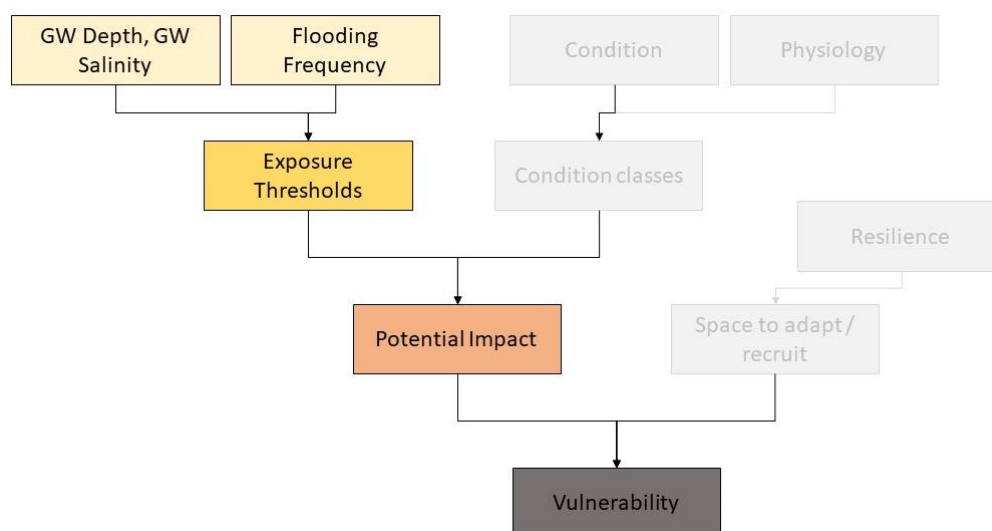 GW Depth, GW
Salinity
Flooding
Frequency
Condition
Physiology
Exposure
Thresholds
Condition classes
Resilience
Potential Impact
Space to adapt /
recruit
Vulnerability